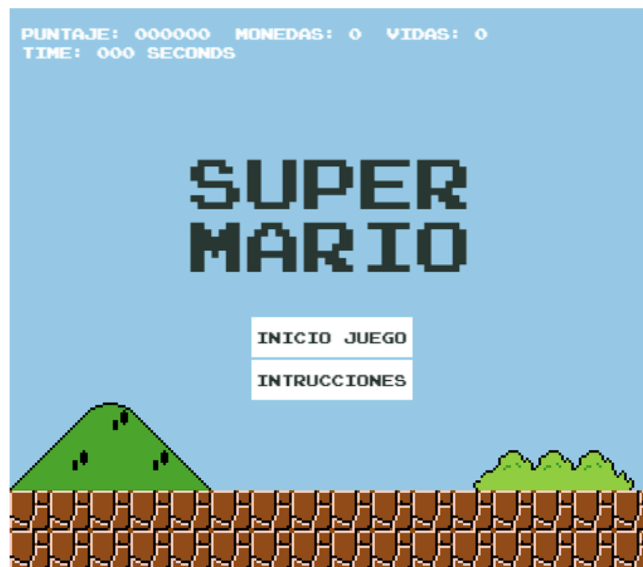 PUNTAJE: 000000 MONEDAS: 0 VIDAS: 0
TIME: 000 SECONDS
SUPER
MARIO
INICIO JUEGO
INTRUCCIONES